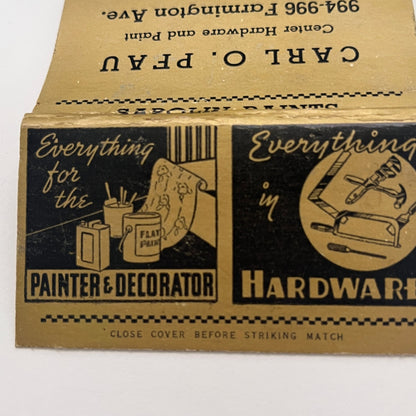 994-996 Farmington Ave.
Center Hardware and Paint
CARL O. PFAU
Everything
for
the
FLAT
PAINT
PAINTER & DECORATOR
Everything
in
HARDWARE
CLOSE COVER BEFORE STRIKING MATCH